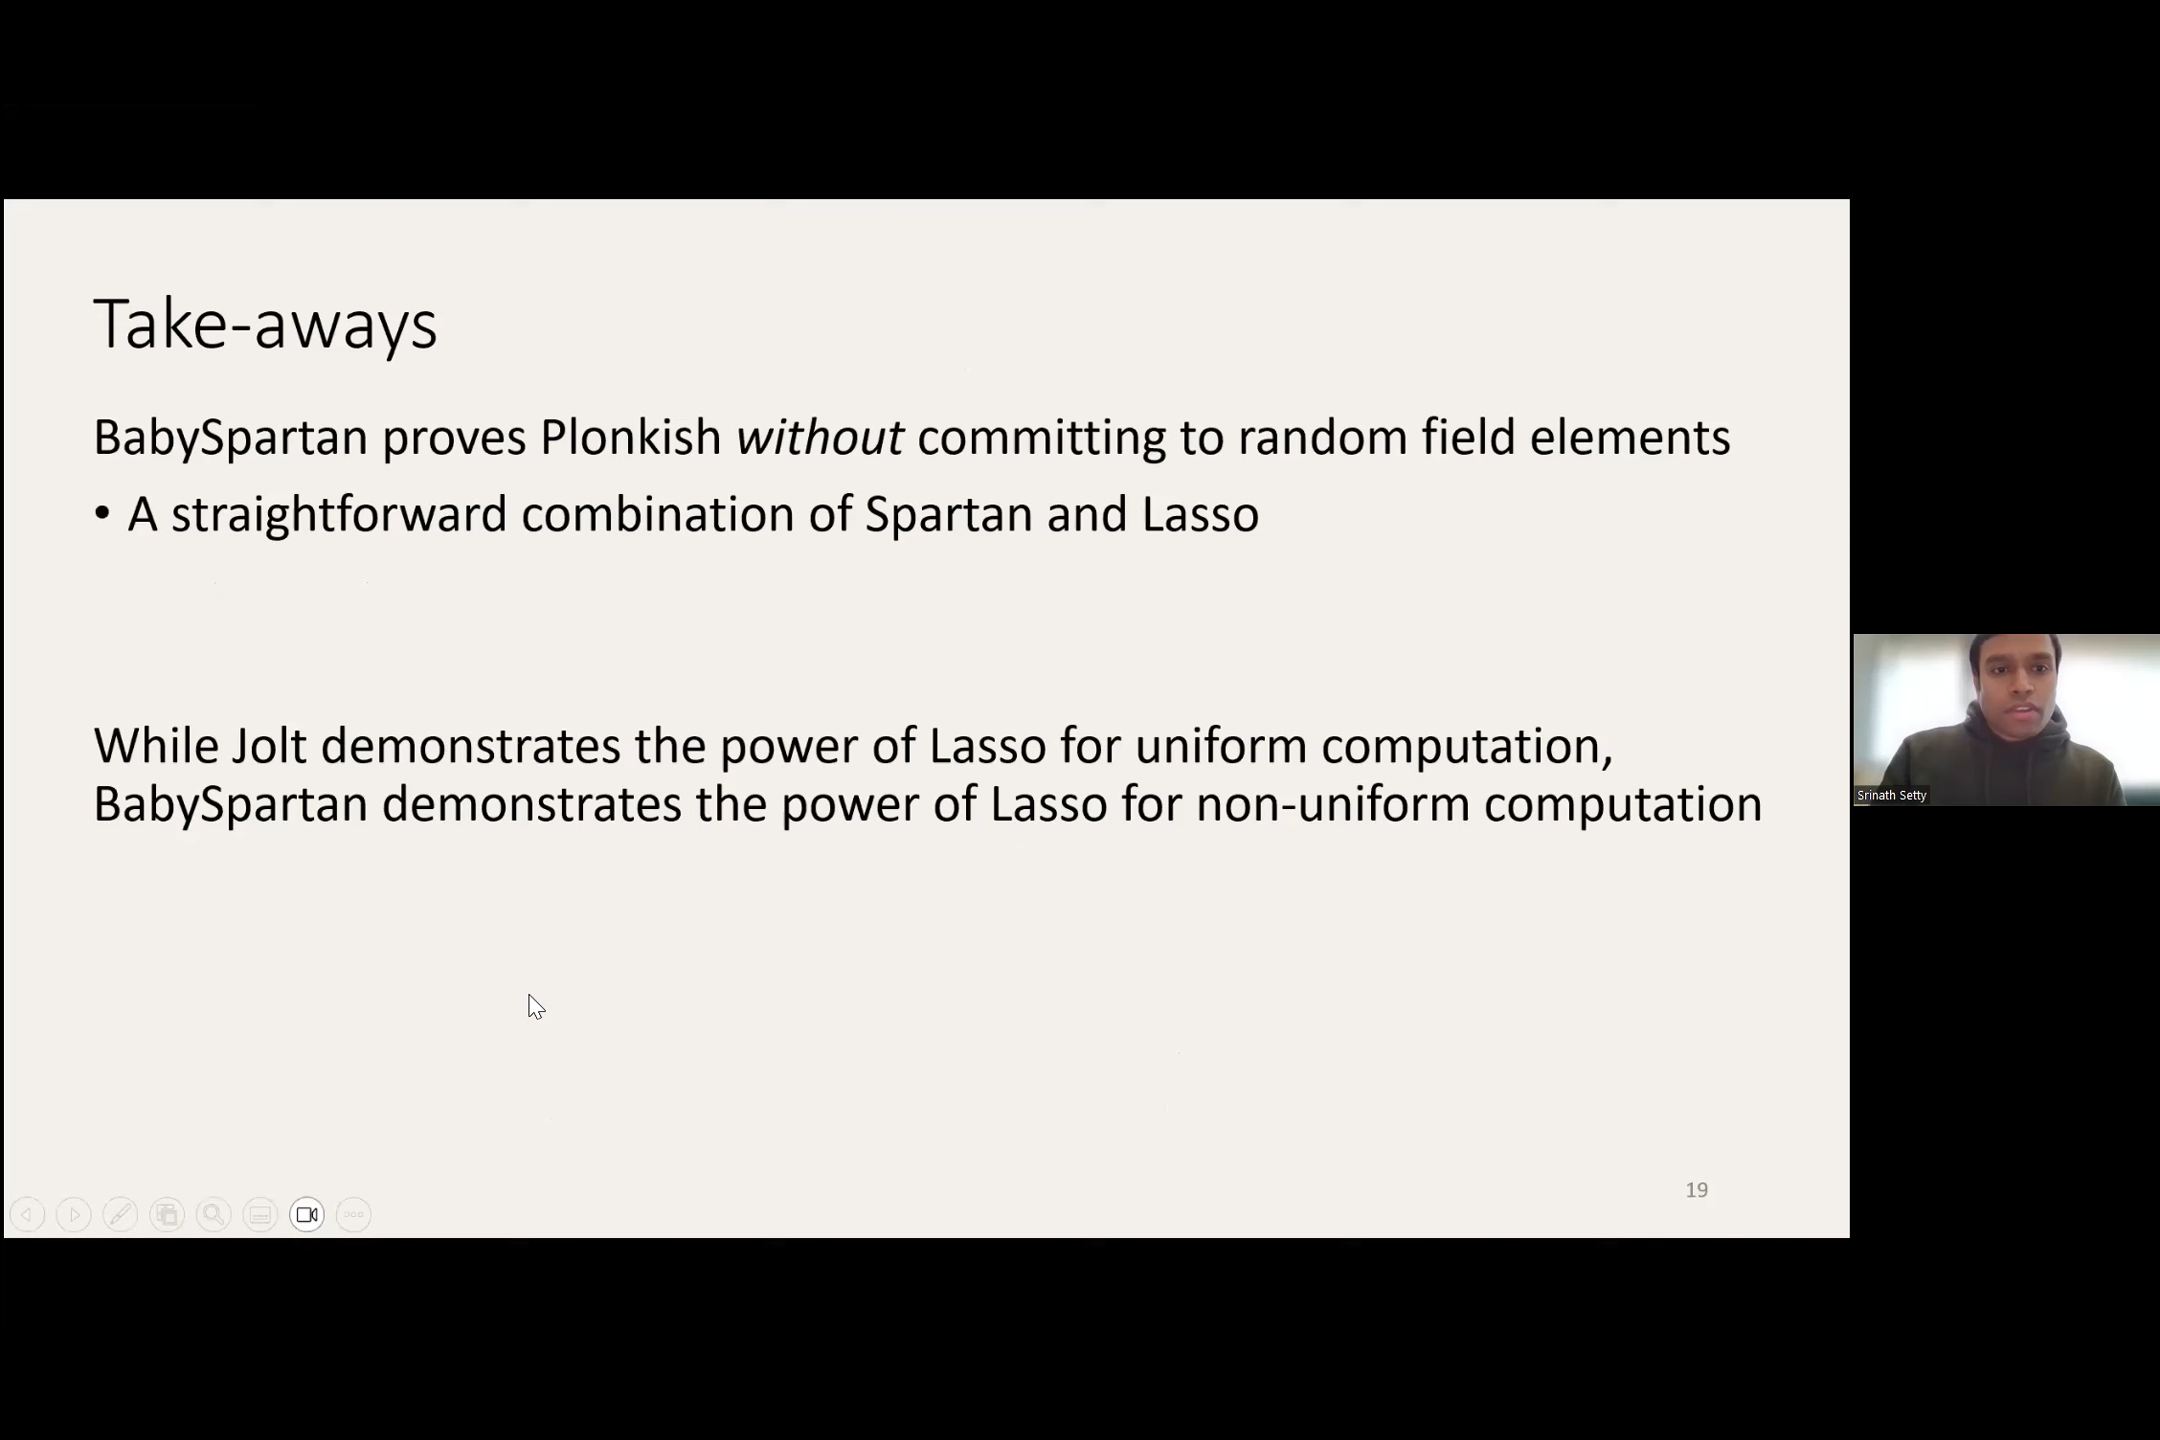 Take-aways
BabySpartan proves Plonkish without committing to random field elements
• A straightforward combination of Spartan and Lasso
While Jolt demonstrates the power of Lasso for uniform computation,
BabySpartan demonstrates the power of Lasso for non-uniform computation
Srinath Setty
19